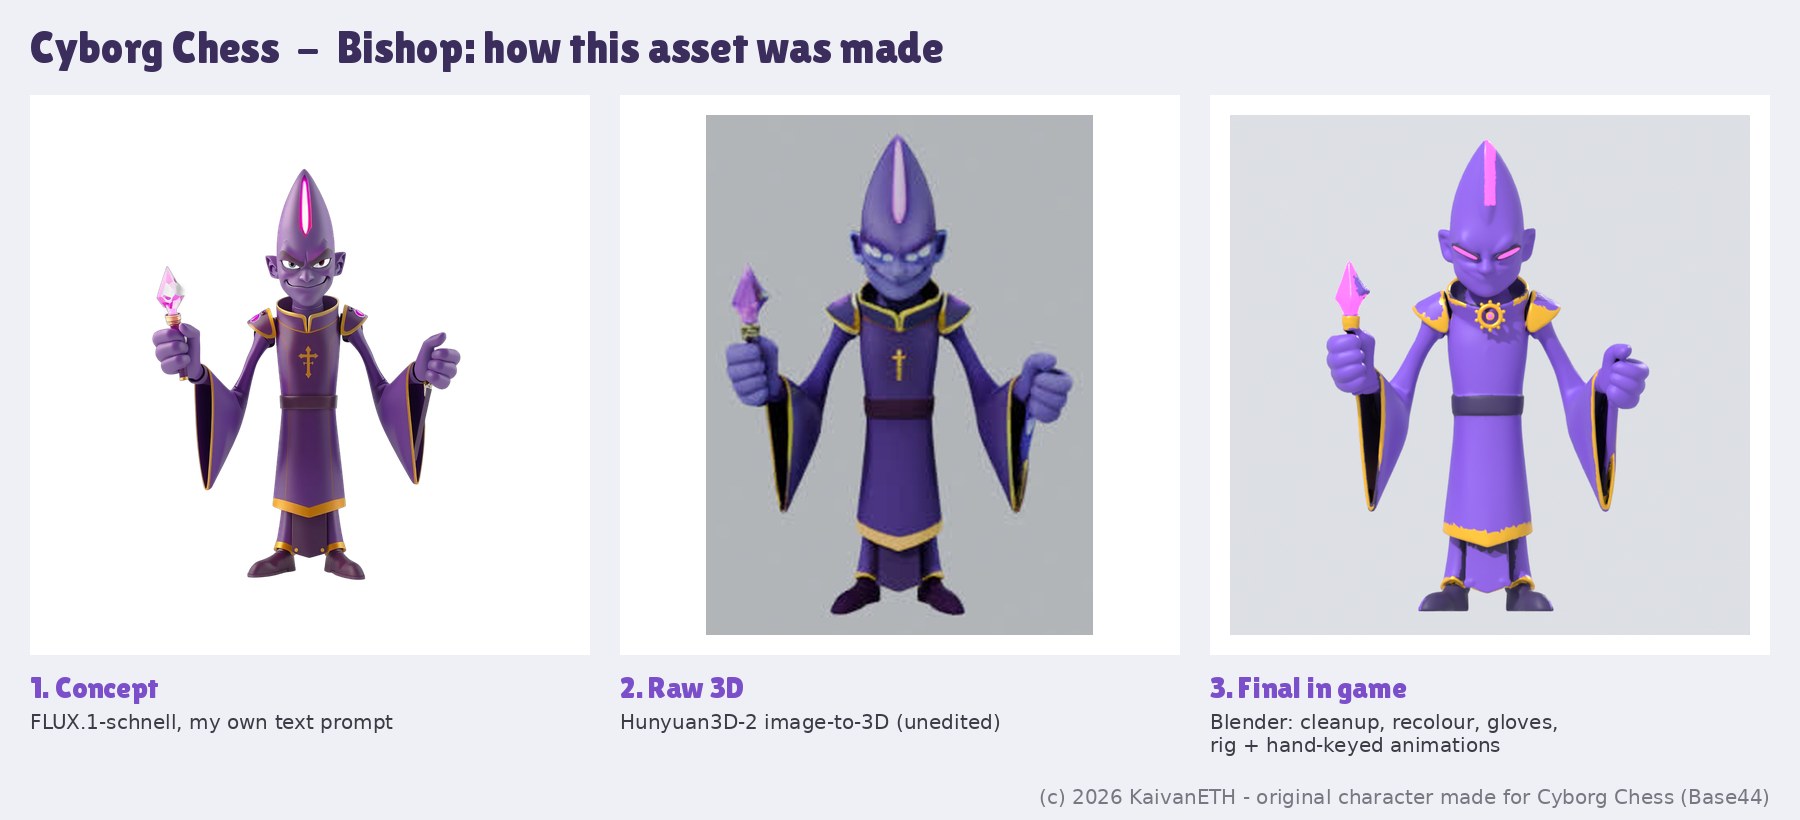 Cyborg Chess – Bishop: how this asset was made
1. Concept
FLUX.1-schnell, my own text prompt
2. Raw 3D
Hunyuan3D-2 image-to-3D (unedited)
3. Final in game
Blender: cleanup, recolour, gloves,
rig + hand-keyed animations
(c) 2026 KaivanETH - original character made for Cyborg Chess (Base44)